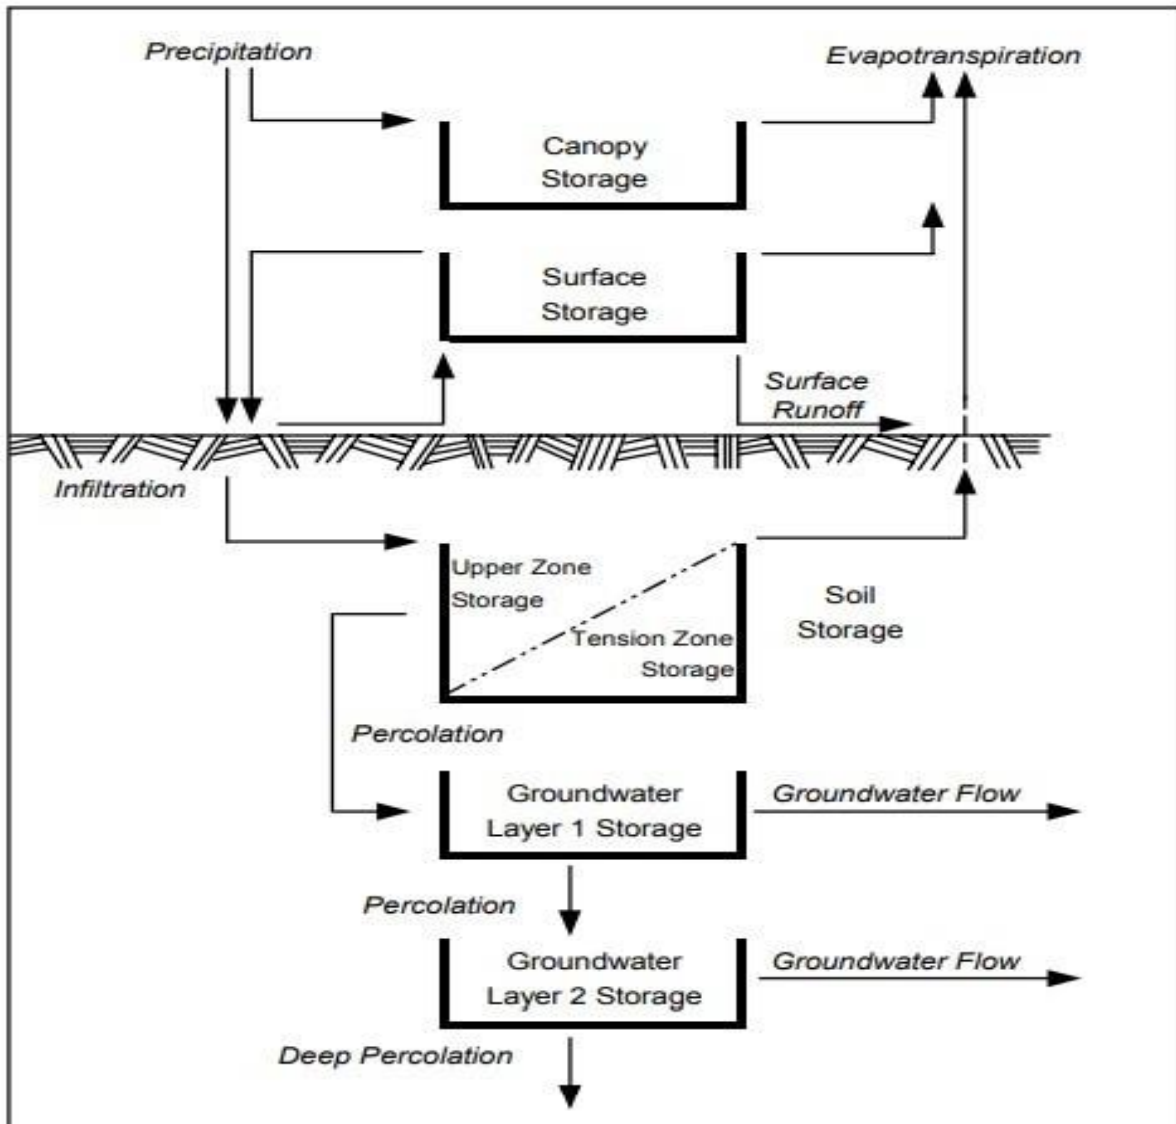 Precipitation
Evapotranspiration
Canopy
Storage
Surface
Storage
Surface
Runoff
Infiltration
Upper Zone
Storage
Tension Zone
Storage
Soil
Storage
Percolation
Groundwater
Layer 1 Storage
Groundwater Flow
Percolation
Groundwater
Layer 2 Storage
Groundwater Flow
Deep Percolation